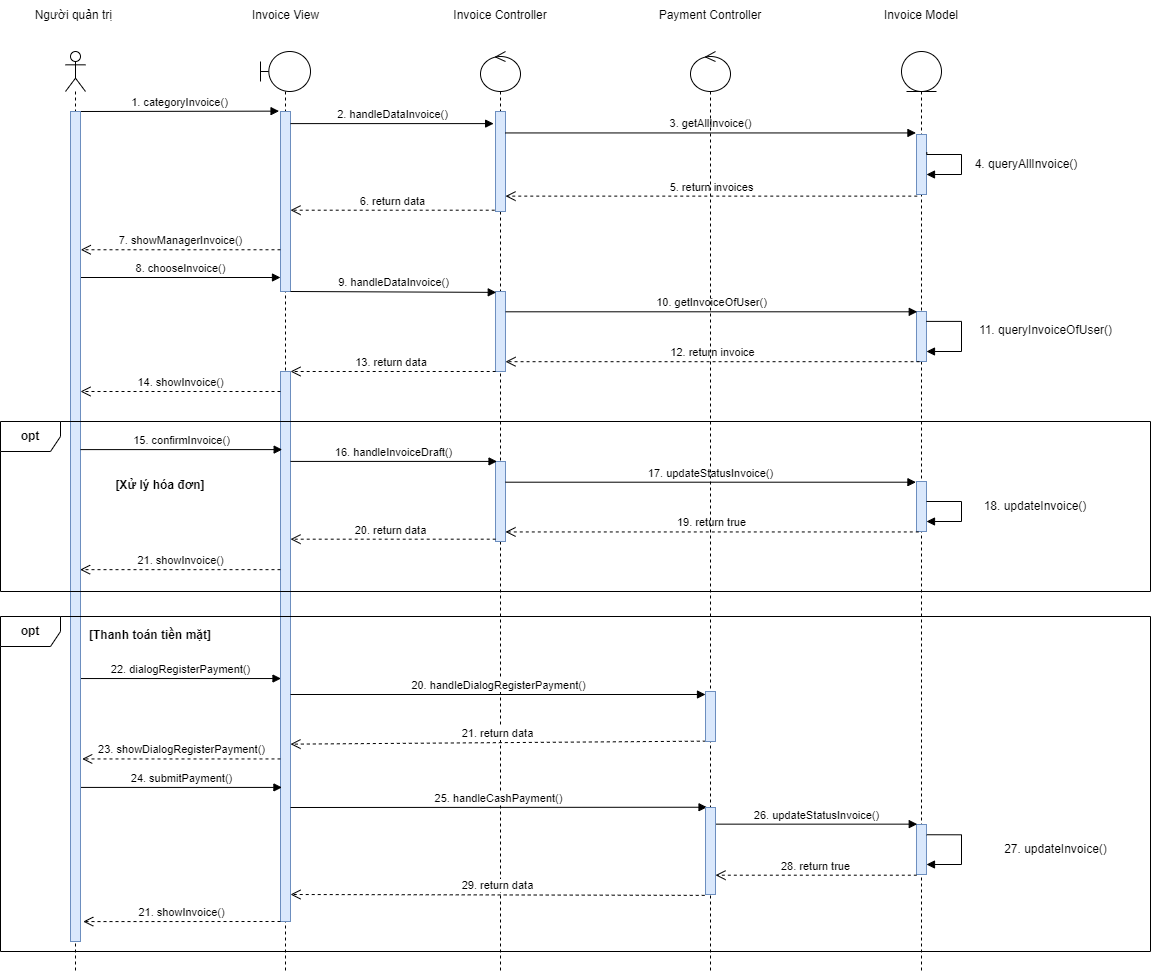 Người quản trị
Invoice View
Invoice Controller
Payment Controller
Invoice Model
1. categoryInvoice()
2. handleDataInvoice()
3. getAllInvoice()
4. queryAllInvoice()
5. return invoices
6. return data
7. showManagerInvoice()
8. chooseInvoice()
9. handleDataInvoice()
10. getInvoiceOfUser()
11. queryInvoiceOfUser()
12. return invoice
13. return data
14. showInvoice()
opt
15. confirmInvoice()
16. handleInvoiceDraft()
17. updateStatusInvoice()
[Xử lý hóa đơn]
18. updateInvoice()
19. return true
20. return data
21. showInvoice()
opt
[Thanh toán tiền mặt]
22. dialogRegisterPayment()
20. handleDialogRegisterPayment()
21. return data
23. showDialogRegisterPayment()
24. submitPayment()
25. handleCashPayment()
26. updateStatusInvoice()
27. updateInvoice()
28. return true
29. return data
21. showInvoice()